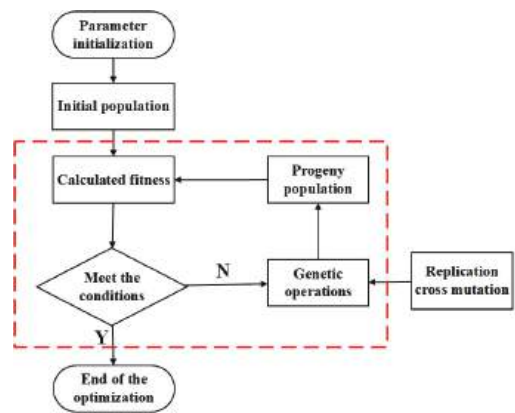 Parameter
initialization
Initial population
Calculated fitness
Progeny
population
Meet the
conditions
N
Genetic
operations
Replication
cross mutation
Y
End of the
optimization